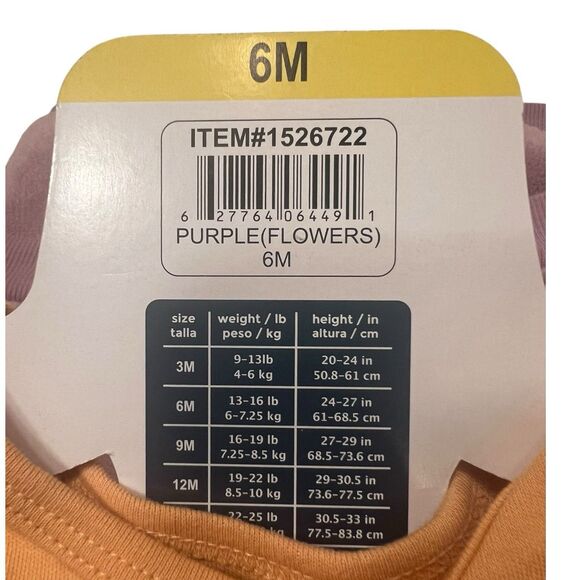 6M
ITEM#1526722
6 27764 06449 1
PURPLE(FLOWERS)
6M
size weight / lb height / in
talla peso / kg altura / cm
3M 9-13lb 20-24 in
4-6 kg 50.8-61 cm
6M 13-16 lb 24-27 in
6-7.25 kg 61-68.5 cm
9M 16-19 lb 27-29 in
7.25-8.5 kg 68.5-73.6 cm
12M 19-22 lb 29-30.5 in
8.5-10 kg 73.6-77.5 cm
22-25 lb 30.5-33 in
kg 77.5-83.8 cm